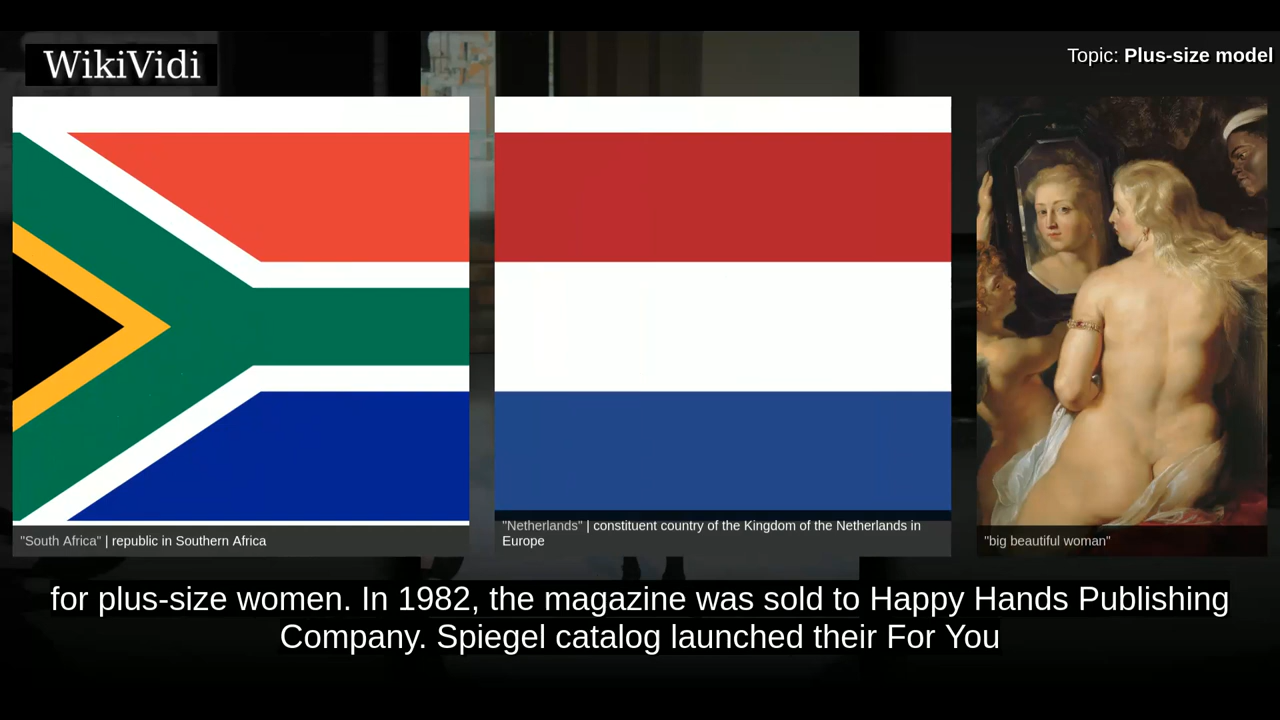 WikiVidi
Topic: Plus-size model
"South Africa" | republic in Southern Africa
"Netherlands" | constituent country of the Kingdom of the Netherlands in
Europe
"big beautiful woman"
for plus-size women. In 1982, the magazine was sold to Happy Hands Publishing
Company. Spiegel catalog launched their For You